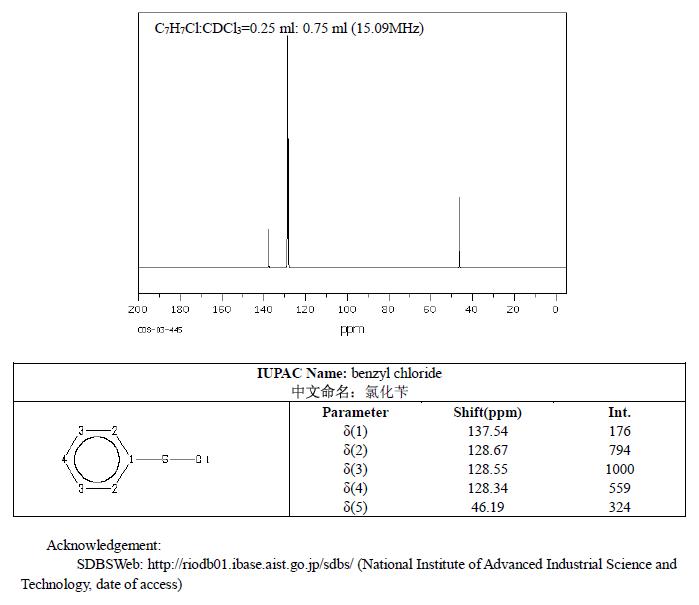 C₇H₇Cl:CDCl₃=0.25 ml: 0.75 ml (15.09MHz)
200 180 160 140 120 100 80 60 40 20 0
CDS-03-445
ppm
IUPAC Name: benzyl chloride
中文命名：氯化苄
Parameter Shift(ppm) Int.
δ(1) 137.54 176
δ(2) 128.67 794
δ(3) 128.55 1000
δ(4) 128.34 559
δ(5) 46.19 324
3 2
4 1 5 Cl
3 2
Acknowledgement:
SDBSWeb: http://riodb01.ibase.aist.go.jp/sdbs/ (National Institute of Advanced Industrial Science and
Technology, date of access)